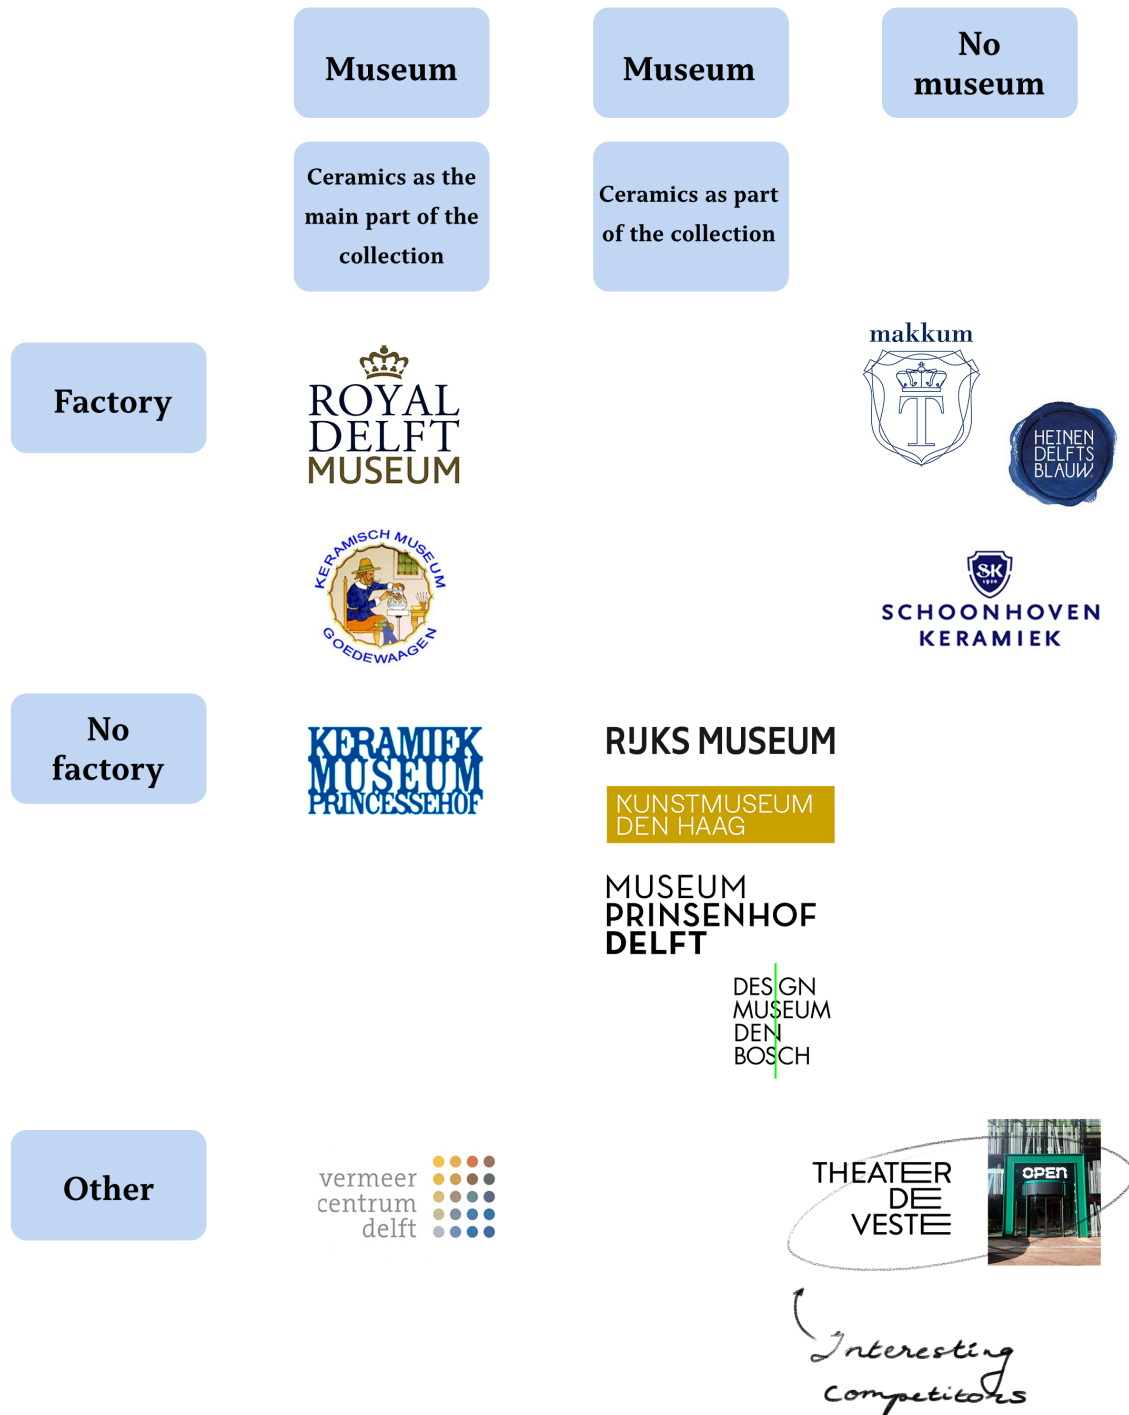 Museum
Museum
No
museum
Ceramics as the
main part of the
collection
Ceramics as part
of the collection
Factory
ROYAL
DELFT
MUSEUM
makkum
T
HEINEN
DELFTS
BLAUW.
KERAMISCH MUSEUM
GOEDEWAAGEN
SK
1920
SCHOONHOVEN
KERAMIEK
No
factory
KERAMIEK
MUSEUM
PRINCESSEHOF
RIJKS MUSEUM
KUNSTMUSEUM
DEN HAAG
MUSEUM
PRINSENHOF
DELFT
DESIGN
MUSEUM
DEN
BOSCH
Other
vermeer
centrum
delft
THEATER
DE
VESTE
OPEN
Interesting
competitors